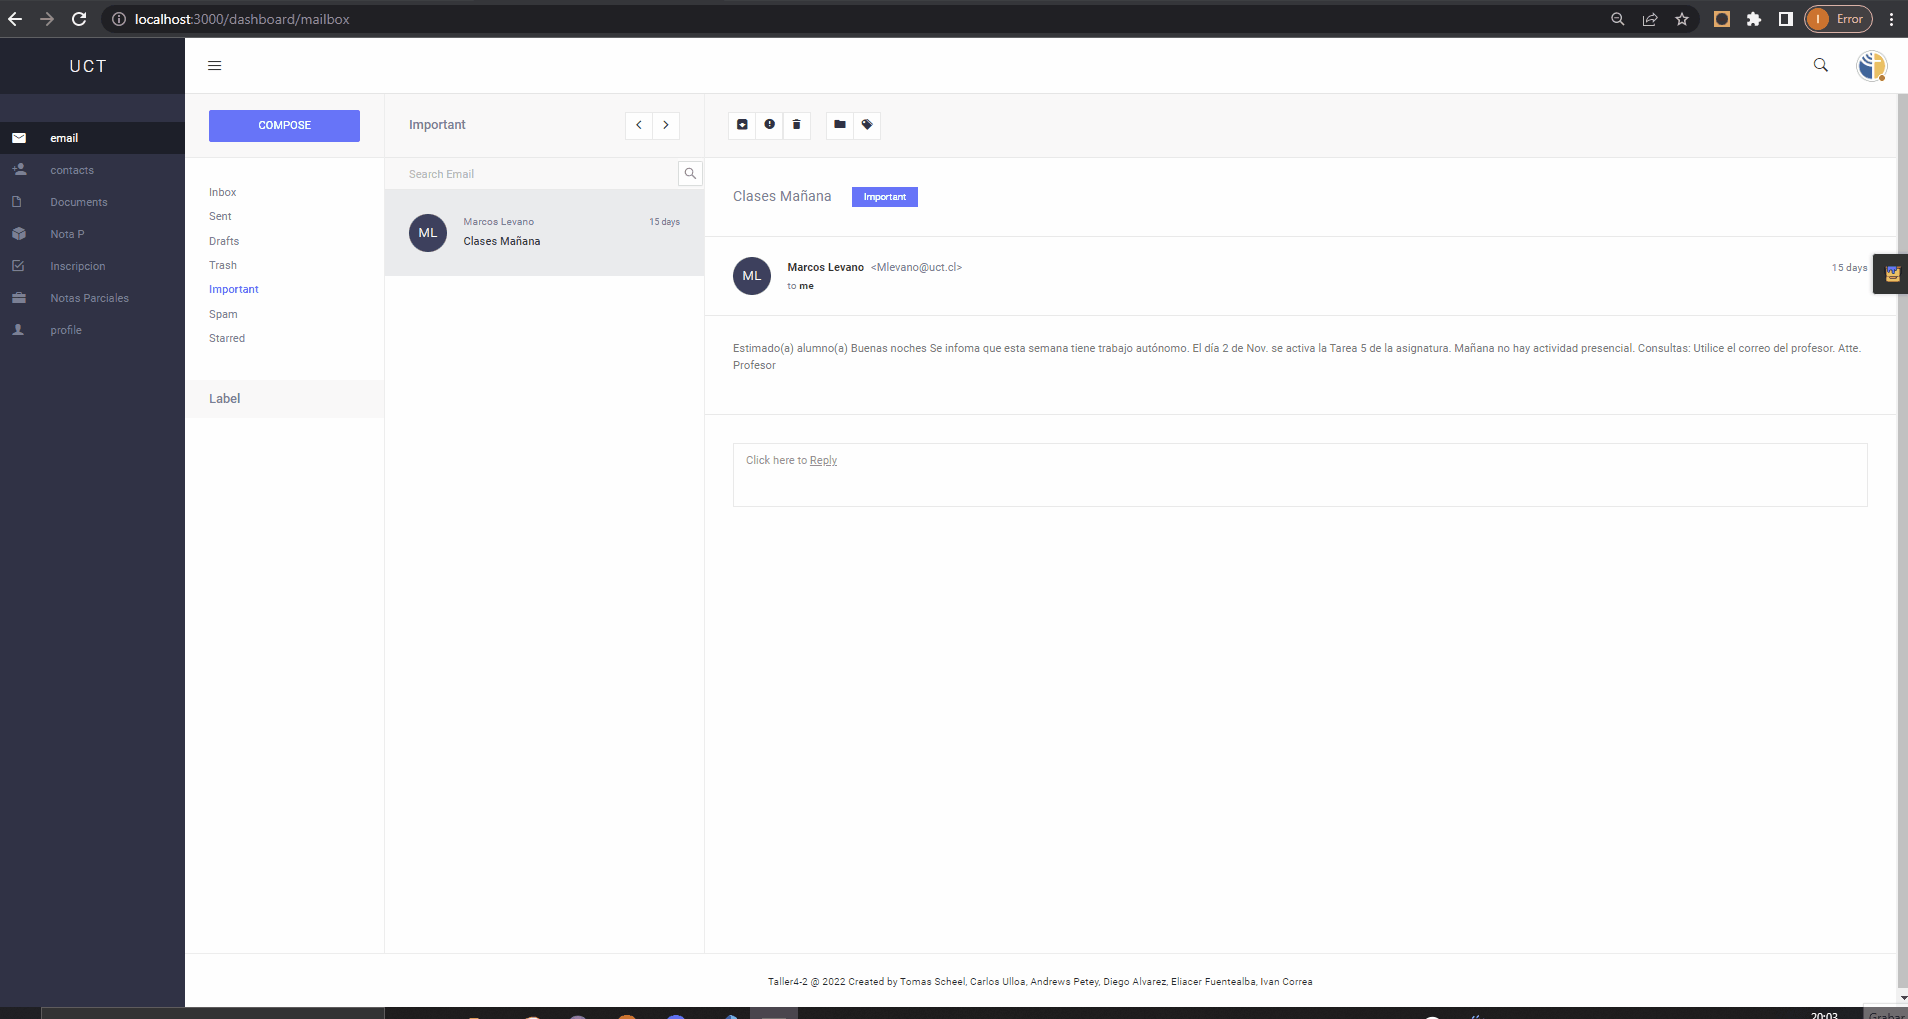 localhost:3000/dashboard/mailbox
Error
UCT
email
contacts
Documents
Nota P
Inscripcion
Notas Parciales
profile
COMPOSE
Inbox
Sent
Drafts
Trash
Important
Spam
Starred
Label
Important
Search Email
ML
Marcos Levano
15 days
Clases Mañana
Clases Mañana
Important
ML
Marcos Levano <Mlevano@uct.cl>
15 days
to me
Estimado(a) alumno(a) Buenas noches Se infoma que esta semana tiene trabajo autónomo. El día 2 de Nov. se activa la Tarea 5 de la asignatura. Mañana no hay actividad presencial. Consultas: Utilice el correo del profesor. Atte.
Profesor
Click here to Reply
Taller4-2 @ 2022 Created by Tomas Scheel, Carlos Ulloa, Andrews Petey, Diego Alvarez, Eliacer Fuentealba, Ivan Correa
20:03
Grabar